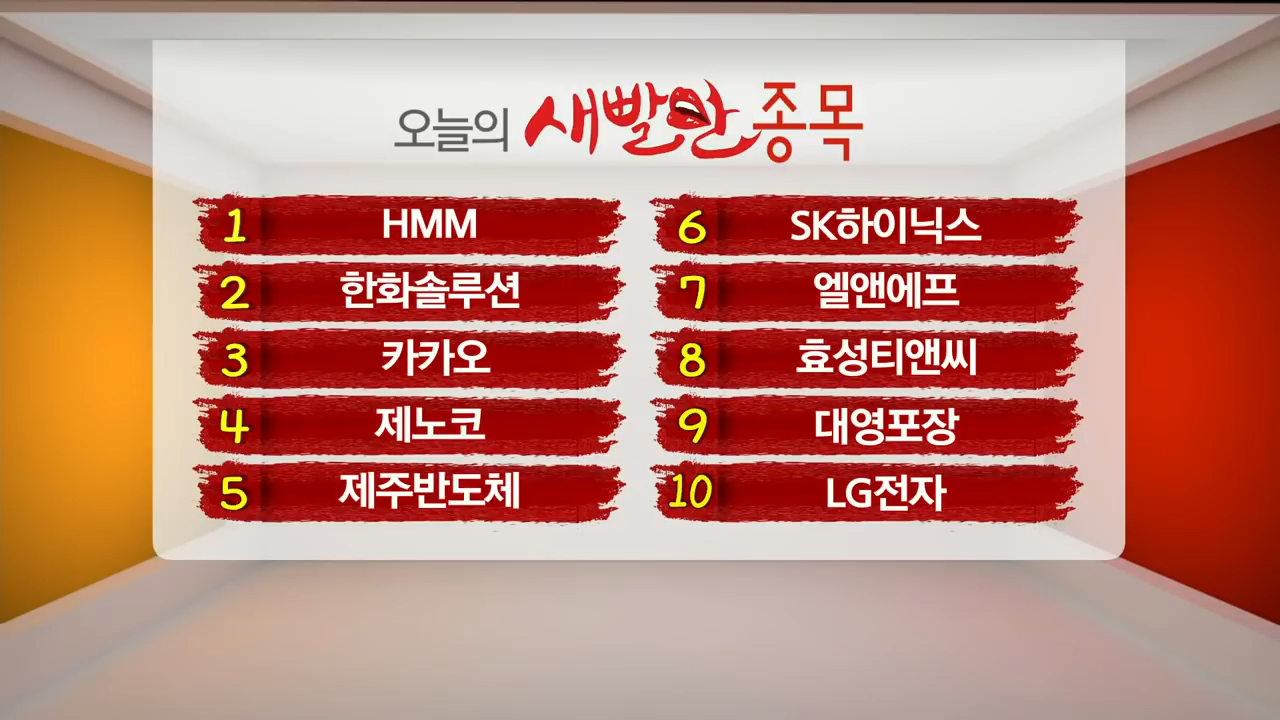 오늘의 새빨간 종목
1 HMM
2 한화솔루션
3 카카오
4 제노코
5 제주반도체
6 SK하이닉스
7 엘앤에프
8 효성티앤씨
9 대영포장
10 LG전자